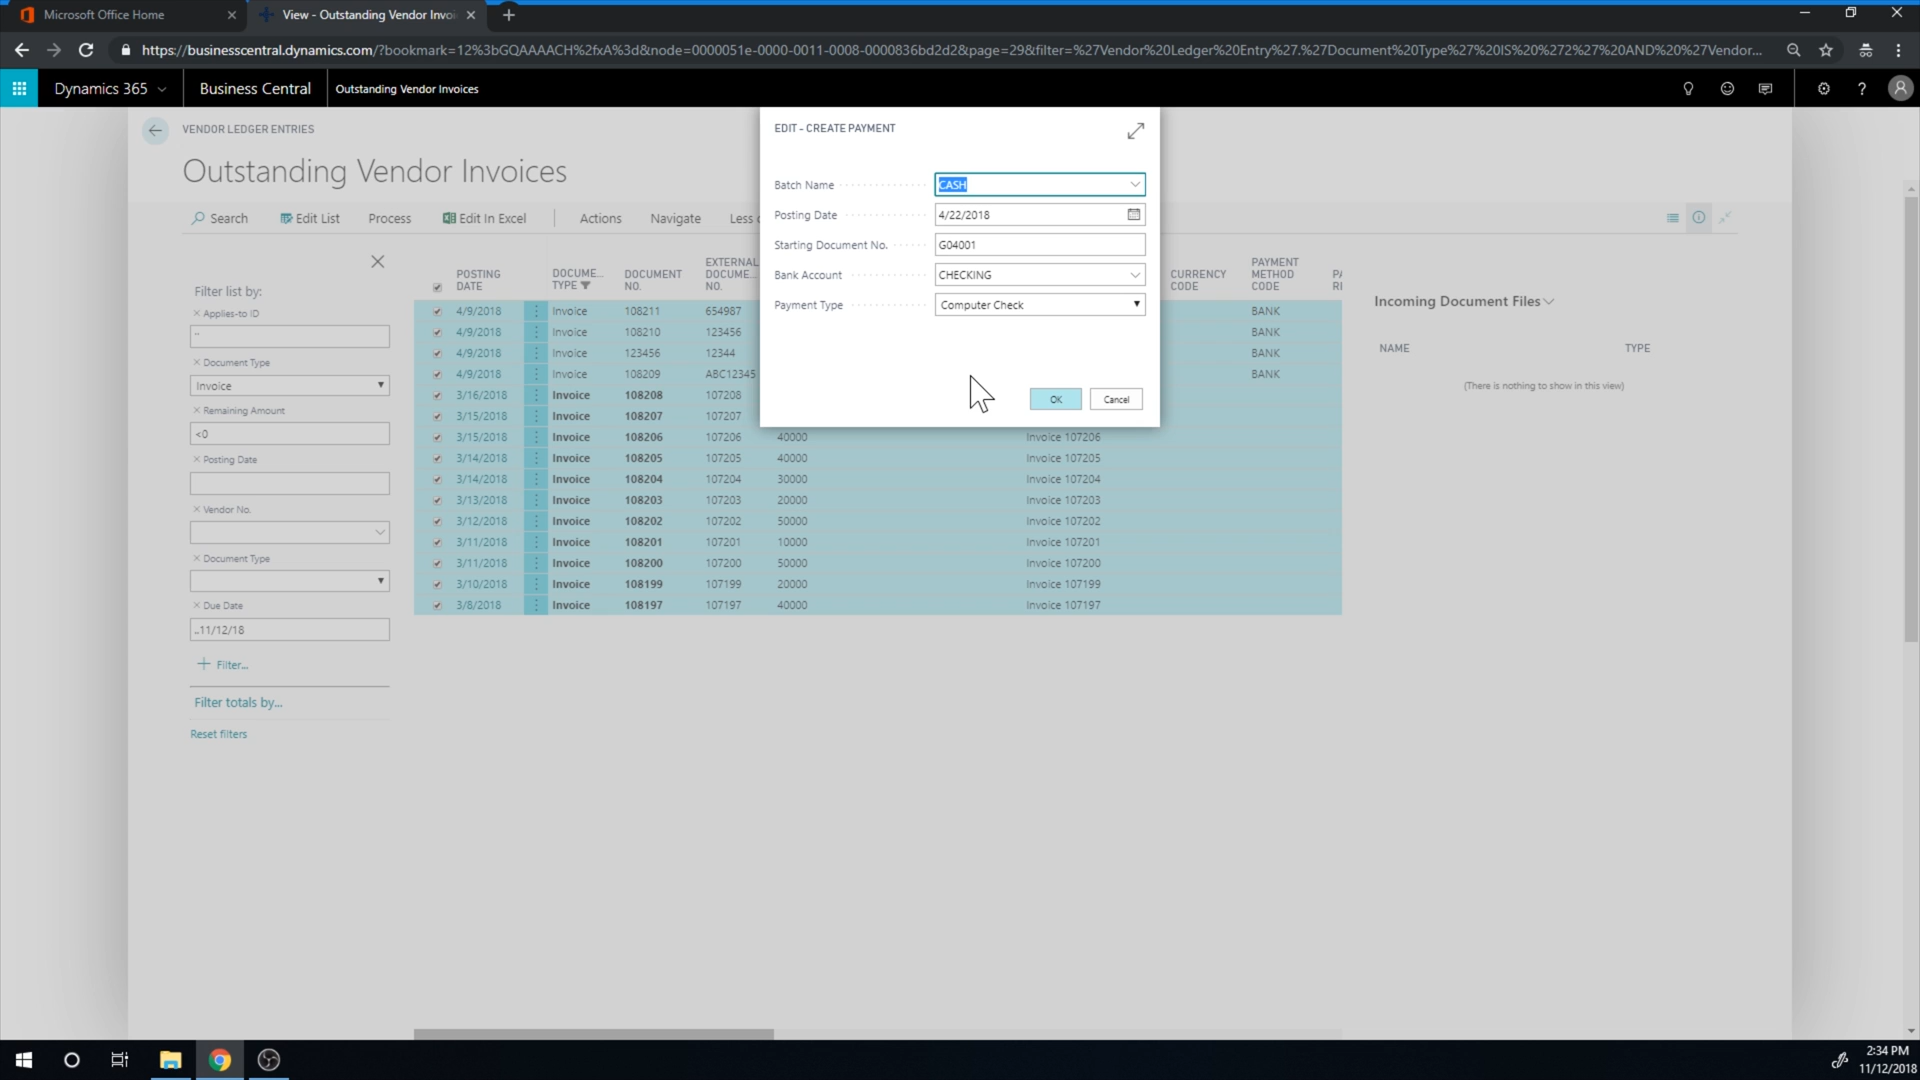 Microsoft Office Home
View - Outstanding Vendor Invoi
https://businesscentral.dynamics.com/?bookmark=12%3bGQAAAACH%2fxA%3d&node=0000051e-0000-0011-0008-0000836bd2d2&page=29&filter=%27Vendor%20Ledger%20Entry%27.%27Document%20Type%27%20IS%20%272%27%20AND%20%27Vendor...
Dynamics 365
Business Central
Outstanding Vendor Invoices
VENDOR LEDGER ENTRIES
Outstanding Vendor Invoices
Search
Edit List
Process
Edit In Excel
Actions
Navigate
Less
EDIT - CREATE PAYMENT
Batch Name CASH
Posting Date 4/22/2018
Starting Document No. G04001
Bank Account CHECKING
Payment Type Computer Check
OK
Cancel
Filter list by:
Applies-to ID
Document Type
Invoice
Remaining Amount
<0
Posting Date
Vendor No.
Document Type
Due Date
..11/12/18
Filter...
Filter totals by...
Reset filters
POSTING DATE
DOCUME... TYPE
DOCUMENT NO.
EXTERNAL DOCUME... NO.
CURRENCY CODE
PAYMENT METHOD CODE
4/9/2018 Invoice 108211 654987 BANK
4/9/2018 Invoice 108210 123456 BANK
4/9/2018 Invoice 123456 12344 BANK
4/9/2018 Invoice 108209 ABC12345 BANK
3/16/2018 Invoice 108208 107208
3/15/2018 Invoice 108207 107207
3/15/2018 Invoice 108206 107206 40000 Invoice 107206
3/14/2018 Invoice 108205 107205 40000 Invoice 107205
3/14/2018 Invoice 108204 107204 30000 Invoice 107204
3/13/2018 Invoice 108203 107203 20000 Invoice 107203
3/12/2018 Invoice 108202 107202 50000 Invoice 107202
3/11/2018 Invoice 108201 107201 10000 Invoice 107201
3/11/2018 Invoice 108200 107200 50000 Invoice 107200
3/10/2018 Invoice 108199 107199 20000 Invoice 107199
3/8/2018 Invoice 108197 107197 40000 Invoice 107197
Incoming Document Files
NAME
TYPE
(There is nothing to show in this view)
2:34 PM
11/12/2018